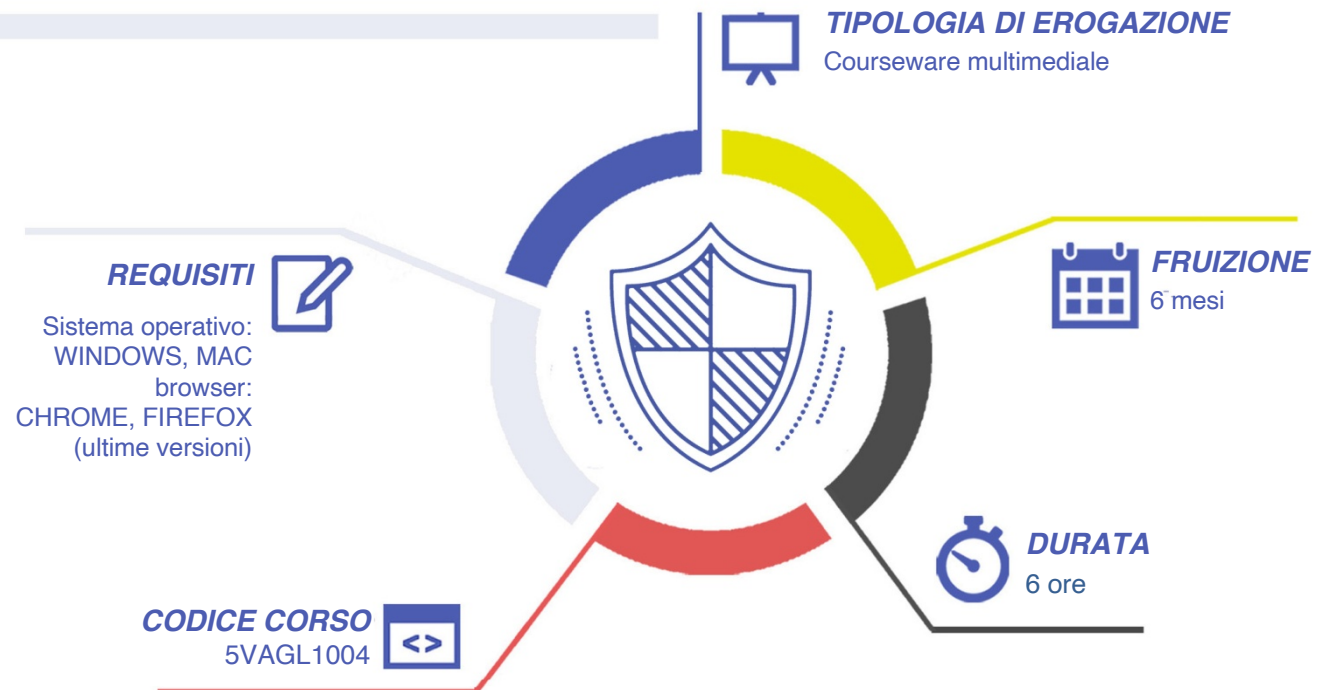 TIPOLOGIA DI EROGAZIONE
Courseware multimediale
REQUISITI
Sistema operativo:
WINDOWS, MAC
browser:
CHROME, FIREFOX
(ultime versioni)
FRUIZIONE
6 mesi
DURATA
6 ore
CODICE CORSO
5VAGL1004
<>